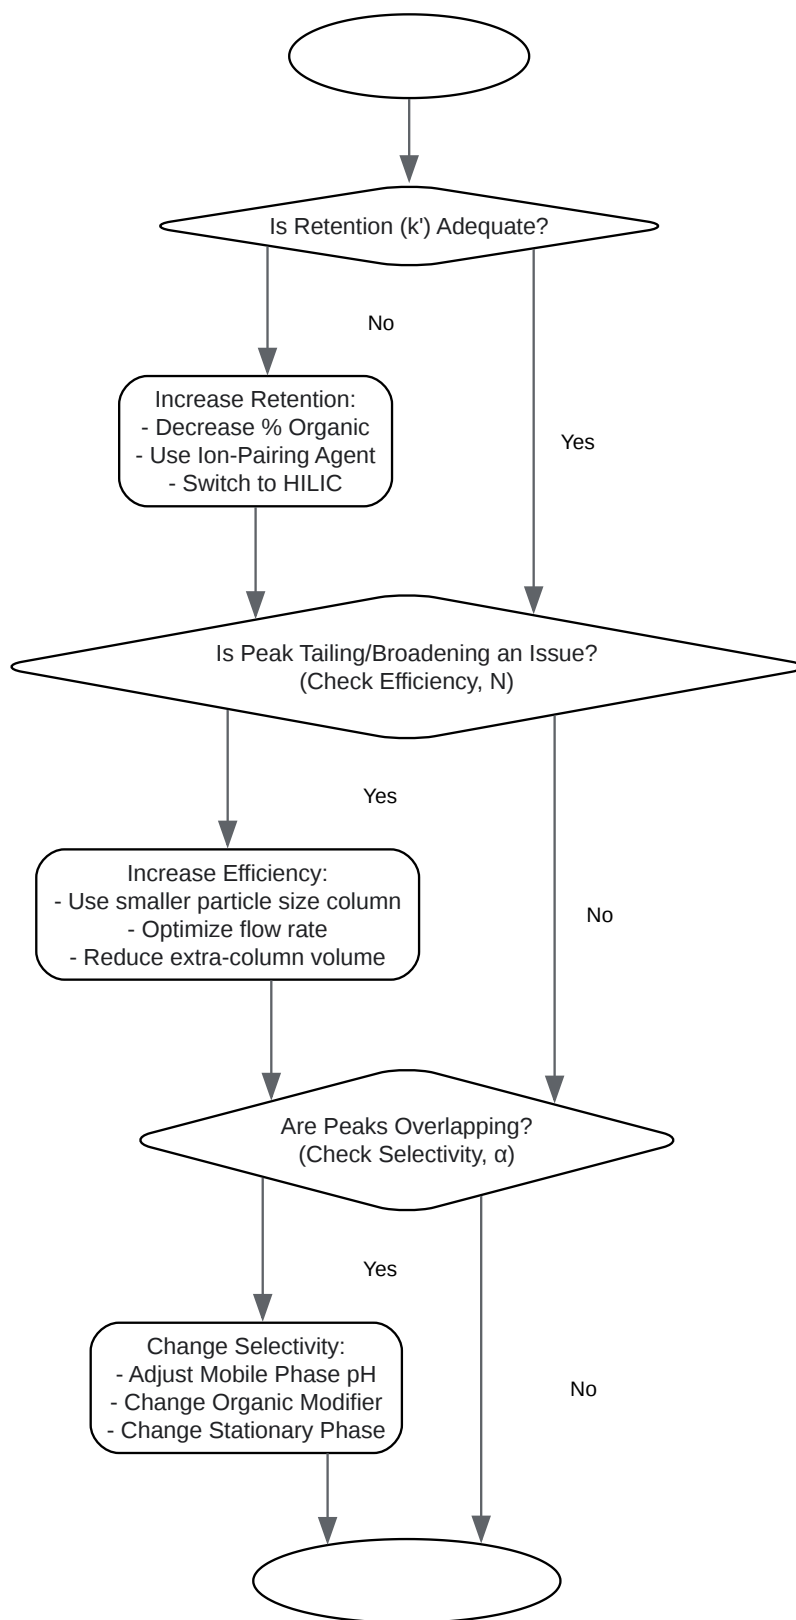 Is Retention (k') Adequate?
No
Increase Retention:
- Decrease % Organic
- Use Ion-Pairing Agent
- Switch to HILIC
Yes
Is Peak Tailing/Broadening an Issue?
(Check Efficiency, N)
Yes
Increase Efficiency:
- Use smaller particle size column
- Optimize flow rate
- Reduce extra-column volume
No
Are Peaks Overlapping?
(Check Selectivity, α)
Yes
Change Selectivity:
- Adjust Mobile Phase pH
- Change Organic Modifier
- Change Stationary Phase
No